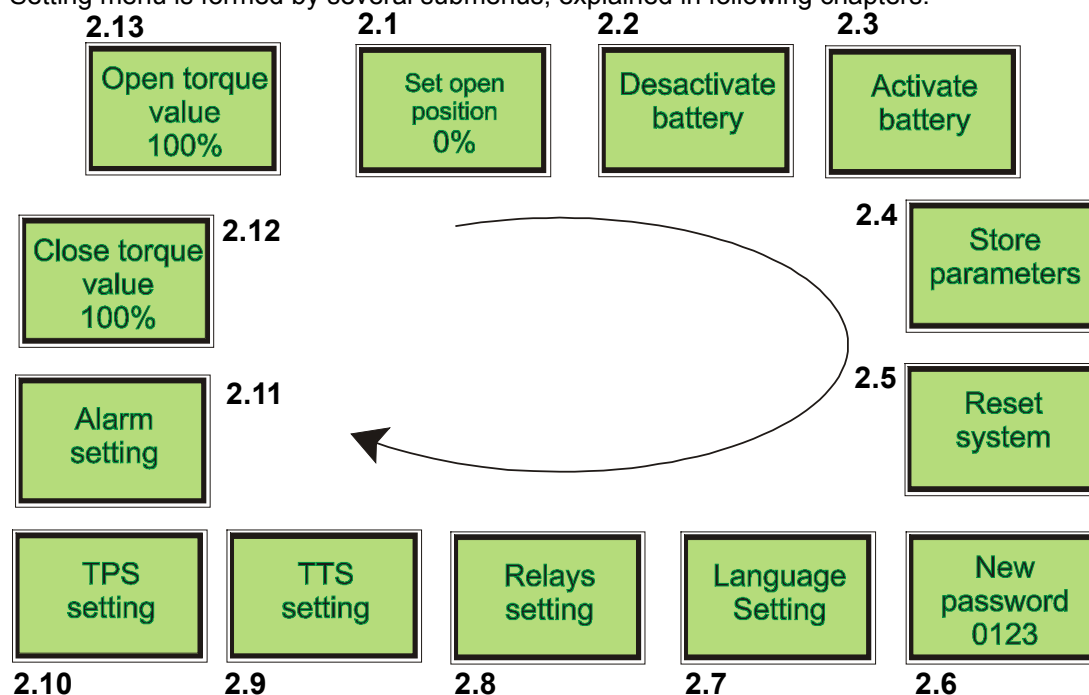 Setting menu is formed by several submenus, explained in following chapters.
2.13
Open torque
value
100%
2.1
Set open
position
0%
2.2
Desactivate
battery
2.3
Activate
battery
2.4
Store
parameters
2.5
Reset
system
2.6
New
password
0123
2.7
Language
Setting
2.8
Relays
setting
2.9
TTS
setting
2.10
TPS
setting
2.11
Alarm
setting
2.12
Close torque
value
100%